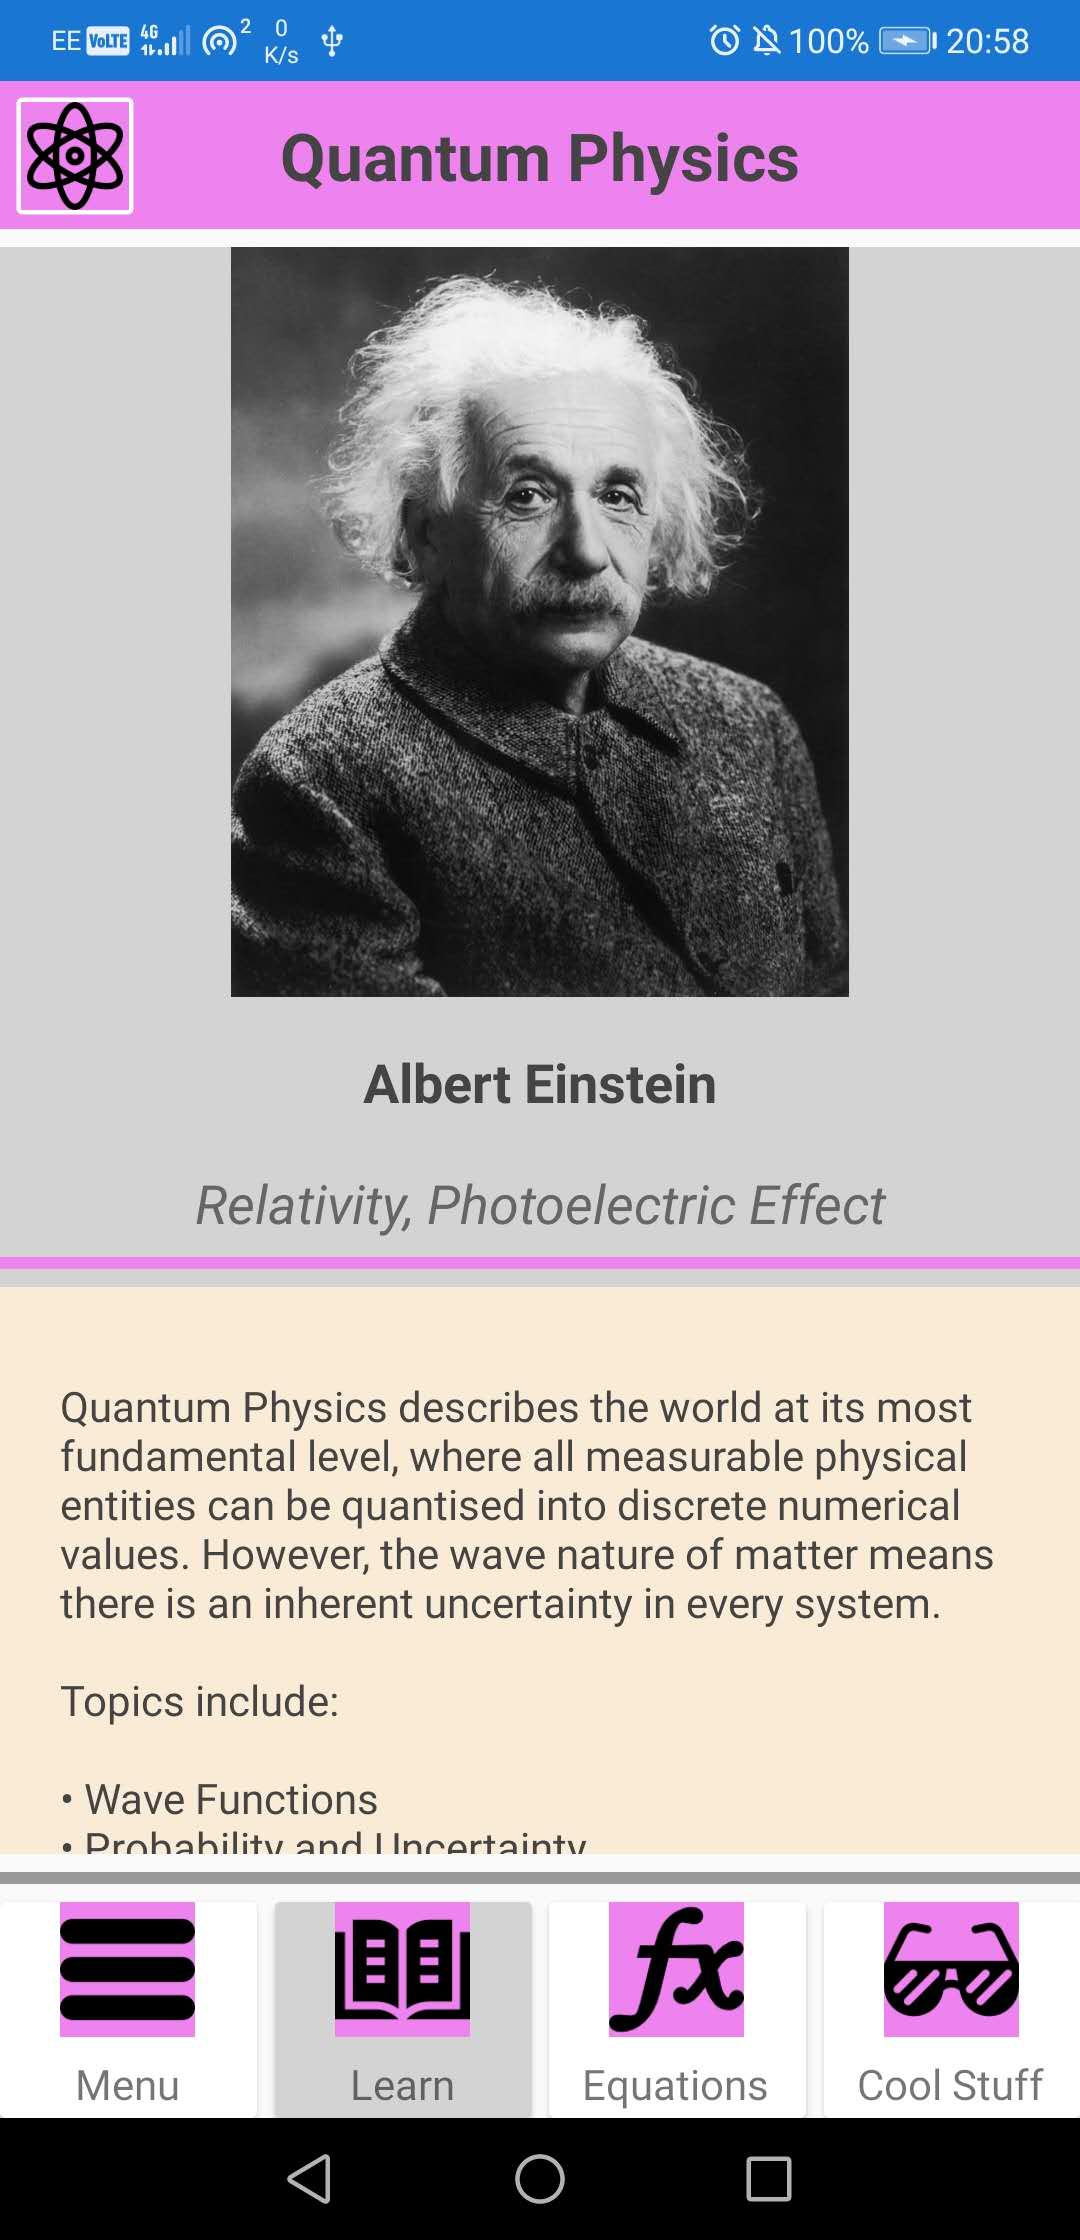 EE VoLTE 4G 2 0 K/s 100% 20:58
Quantum Physics
Albert Einstein
Relativity, Photoelectric Effect
Quantum Physics describes the world at its most
fundamental level, where all measurable physical
entities can be quantised into discrete numerical
values. However, the wave nature of matter means
there is an inherent uncertainty in every system.
Topics include:
• Wave Functions
• Probability and Uncertainty
fx
Menu Learn Equations Cool Stuff